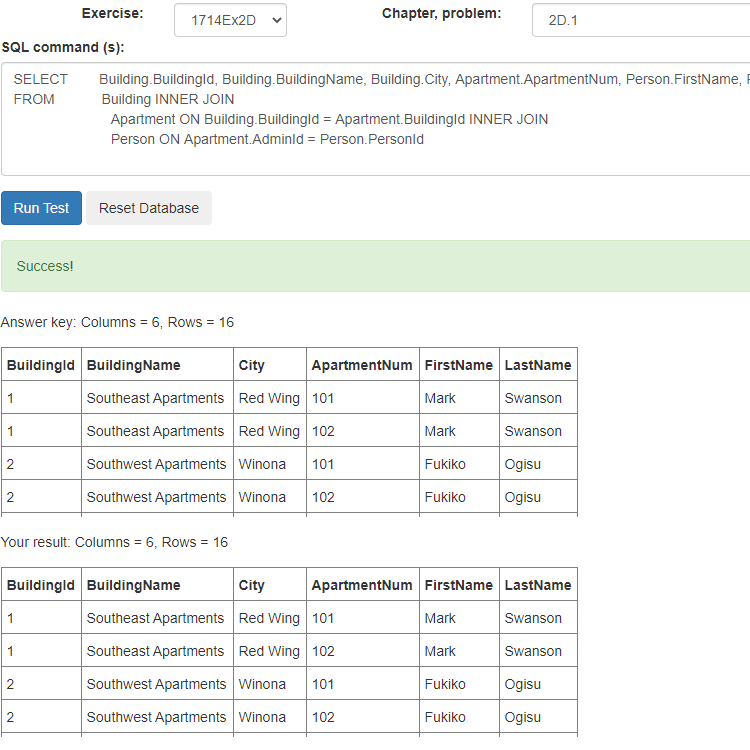 Exercise: 1714Ex2D Chapter, problem: 2D.1
SQL command (s):
SELECT Building.BuildingId, Building.BuildingName, Building.City, Apartment.ApartmentNum, Person.FirstName,
FROM Building INNER JOIN
Apartment ON Building.BuildingId = Apartment.BuildingId INNER JOIN
Person ON Apartment.AdminId = Person.PersonId
Run Test Reset Database
Success!
Answer key: Columns = 6, Rows = 16
BuildingId BuildingName City ApartmentNum FirstName LastName
1 Southeast Apartments Red Wing 101 Mark Swanson
1 Southeast Apartments Red Wing 102 Mark Swanson
2 Southwest Apartments Winona 101 Fukiko Ogisu
2 Southwest Apartments Winona 102 Fukiko Ogisu
Your result: Columns = 6, Rows = 16
BuildingId BuildingName City ApartmentNum FirstName LastName
1 Southeast Apartments Red Wing 101 Mark Swanson
1 Southeast Apartments Red Wing 102 Mark Swanson
2 Southwest Apartments Winona 101 Fukiko Ogisu
2 Southwest Apartments Winona 102 Fukiko Ogisu